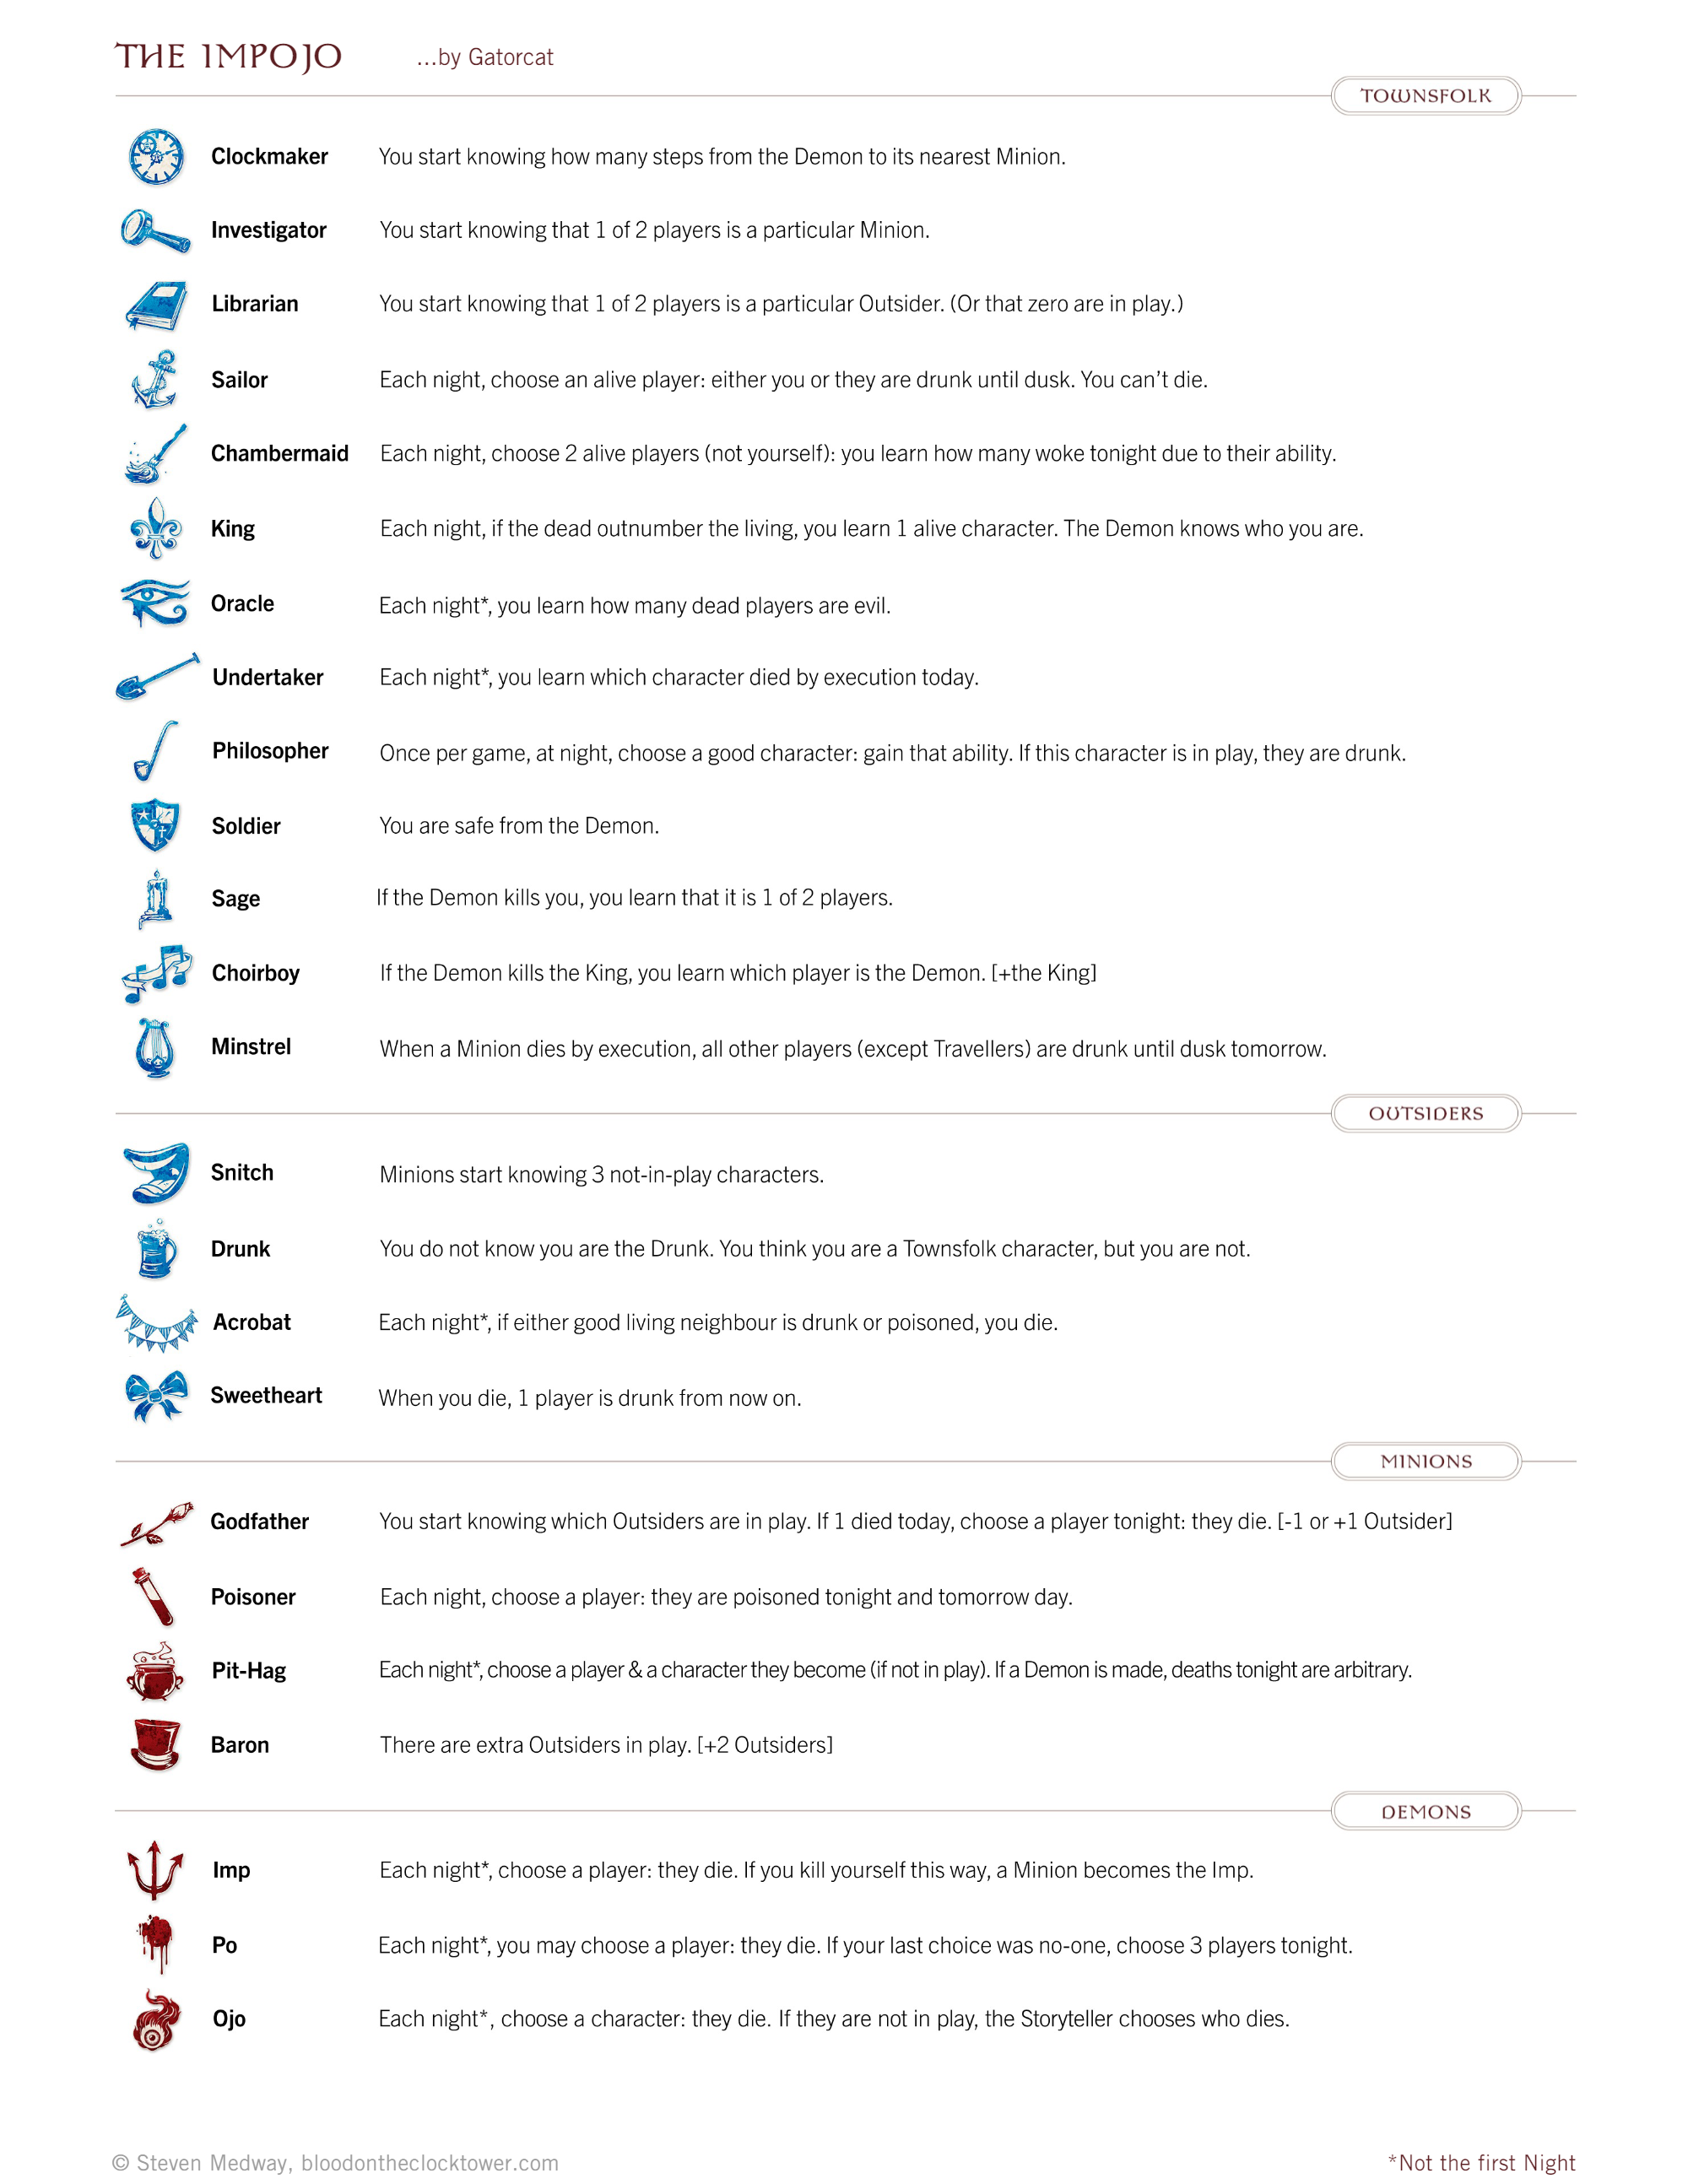 THE IMPOJO ...by Gatorcat
TOWNSFOLK
Clockmaker You start knowing how many steps from the Demon to its nearest Minion.
Investigator You start knowing that 1 of 2 players is a particular Minion.
Librarian You start knowing that 1 of 2 players is a particular Outsider. (Or that zero are in play.)
Sailor Each night, choose an alive player: either you or they are drunk until dusk. You can't die.
Chambermaid Each night, choose 2 alive players (not yourself): you learn how many woke tonight due to their ability.
King Each night, if the dead outnumber the living, you learn 1 alive character. The Demon knows who you are.
Oracle Each night*, you learn how many dead players are evil.
Undertaker Each night*, you learn which character died by execution today.
Philosopher Once per game, at night, choose a good character: gain that ability. If this character is in play, they are drunk.
Soldier You are safe from the Demon.
Sage If the Demon kills you, you learn that it is 1 of 2 players.
Choirboy If the Demon kills the King, you learn which player is the Demon. [+the King]
Minstrel When a Minion dies by execution, all other players (except Travellers) are drunk until dusk tomorrow.
OUTSIDERS
Snitch Minions start knowing 3 not-in-play characters.
Drunk You do not know you are the Drunk. You think you are a Townsfolk character, but you are not.
Acrobat Each night*, if either good living neighbour is drunk or poisoned, you die.
Sweetheart When you die, 1 player is drunk from now on.
MINIONS
Godfather You start knowing which Outsiders are in play. If 1 died today, choose a player tonight: they die. [-1 or +1 Outsider]
Poisoner Each night, choose a player: they are poisoned tonight and tomorrow day.
Pit-Hag Each night*, choose a player & a character they become (if not in play). If a Demon is made, deaths tonight are arbitrary.
Baron There are extra Outsiders in play. [+2 Outsiders]
DEMONS
Imp Each night*, choose a player: they die. If you kill yourself this way, a Minion becomes the Imp.
Po Each night*, you may choose a player: they die. If your last choice was no-one, choose 3 players tonight.
Ojo Each night*, choose a character: they die. If they are not in play, the Storyteller chooses who dies.
© Steven Medway, bloodontheclocktower.com *Not the first Night